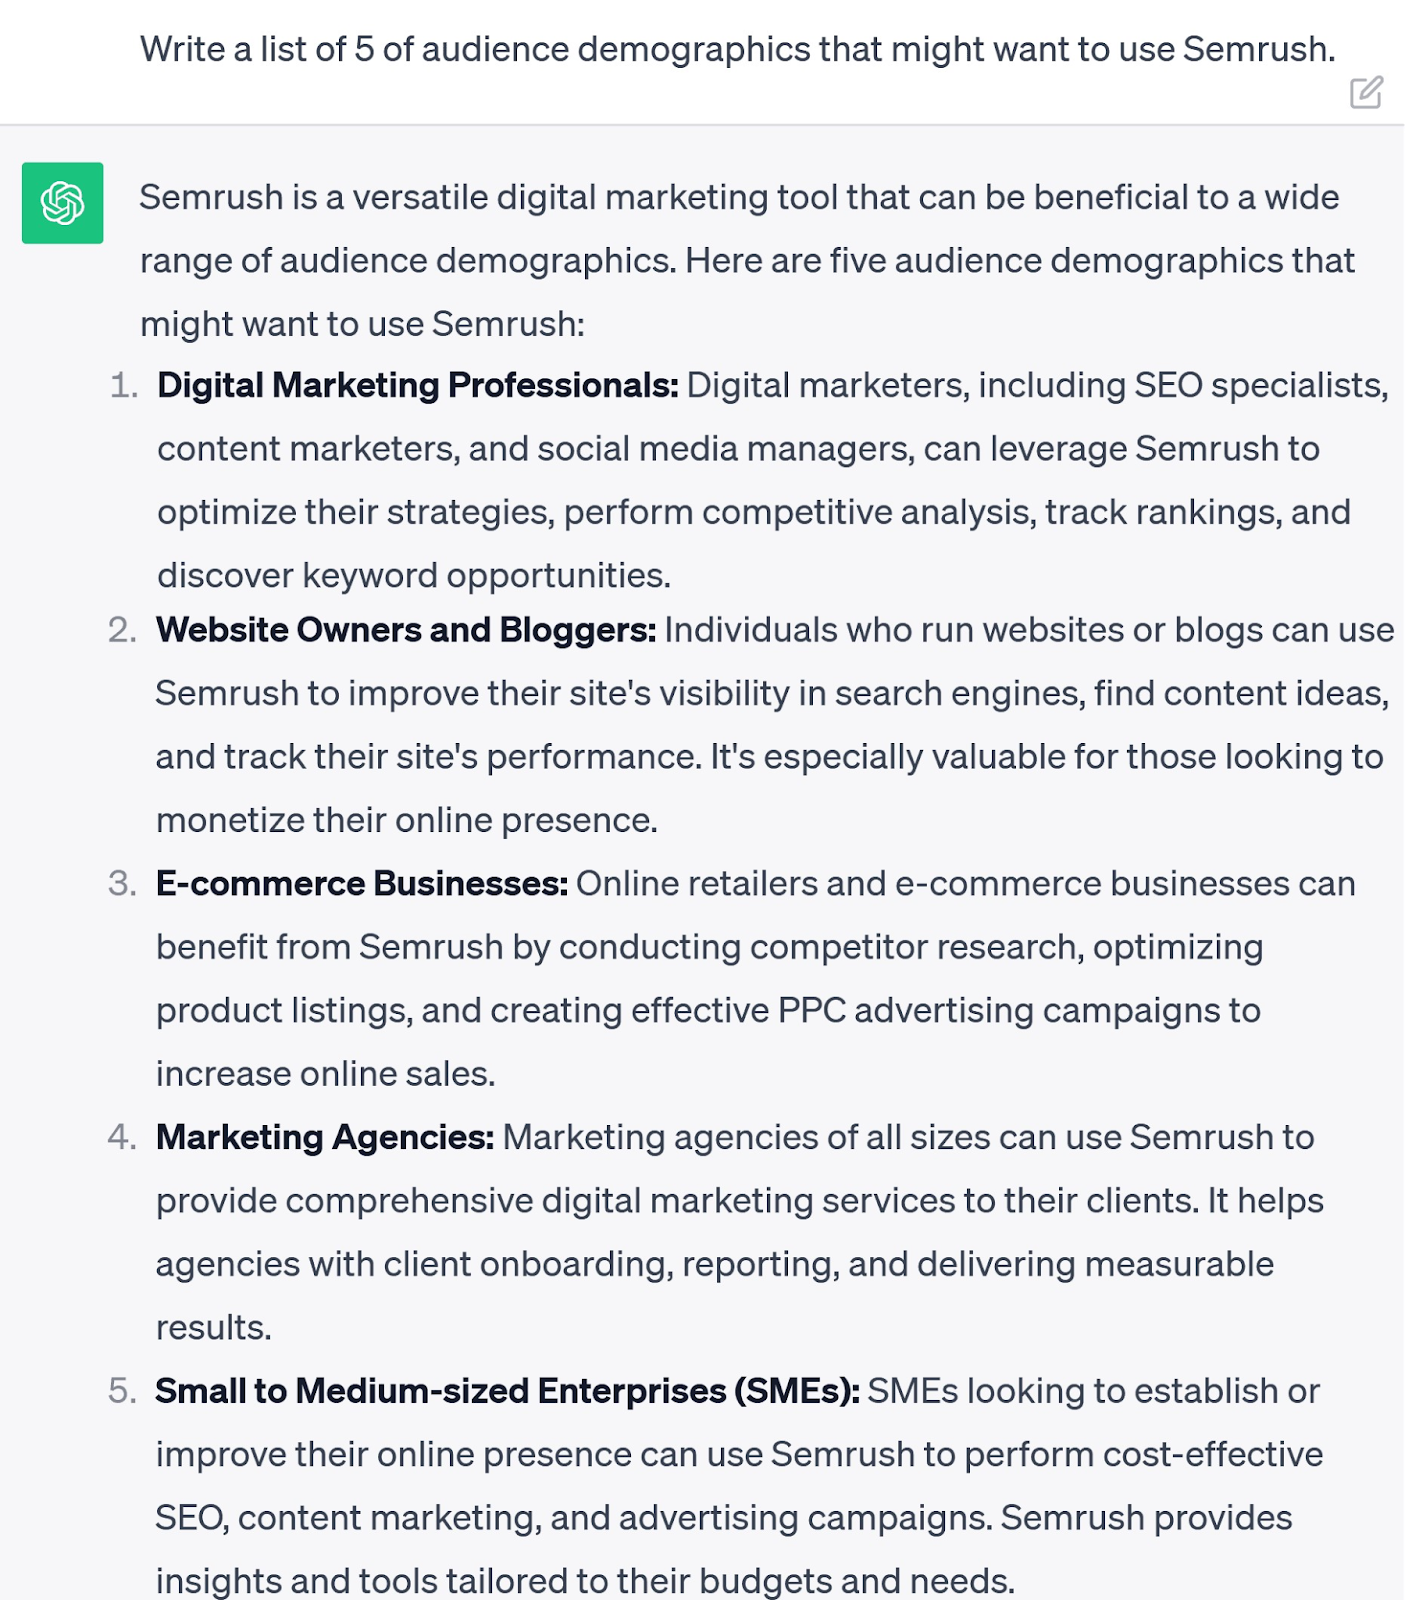 Write a list of 5 of audience demographics that might want to use Semrush.
Semrush is a versatile digital marketing tool that can be beneficial to a wide
range of audience demographics. Here are five audience demographics that
might want to use Semrush:
1. Digital Marketing Professionals: Digital marketers, including SEO specialists,
content marketers, and social media managers, can leverage Semrush to
optimize their strategies, perform competitive analysis, track rankings, and
discover keyword opportunities.
2. Website Owners and Bloggers: Individuals who run websites or blogs can use
Semrush to improve their site's visibility in search engines, find content ideas,
and track their site's performance. It's especially valuable for those looking to
monetize their online presence.
3. E-commerce Businesses: Online retailers and e-commerce businesses can
benefit from Semrush by conducting competitor research, optimizing
product listings, and creating effective PPC advertising campaigns to
increase online sales.
4. Marketing Agencies: Marketing agencies of all sizes can use Semrush to
provide comprehensive digital marketing services to their clients. It helps
agencies with client onboarding, reporting, and delivering measurable
results.
5. Small to Medium-sized Enterprises (SMEs): SMEs looking to establish or
improve their online presence can use Semrush to perform cost-effective
SEO, content marketing, and advertising campaigns. Semrush provides
insights and tools tailored to their budgets and needs.